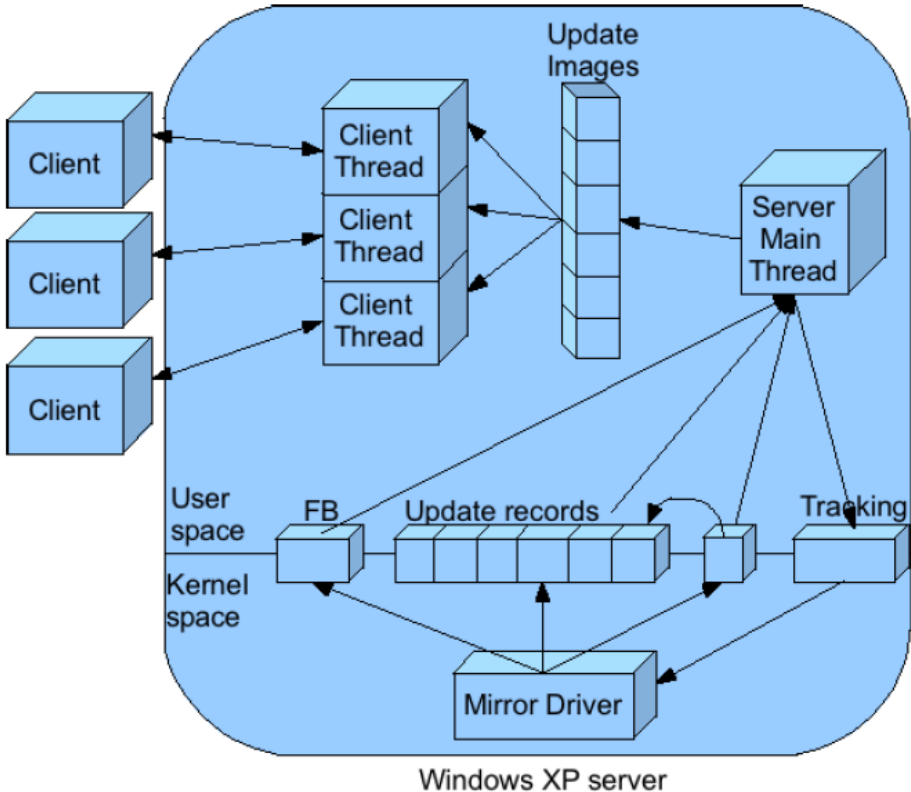 Update
Images
Client
Client
Thread
Server
Main
Thread
Client
Client
Thread
Client
Client
Thread
User
space
FB
Update records
Tracking
Kernel
space
Mirror Driver
Windows XP server